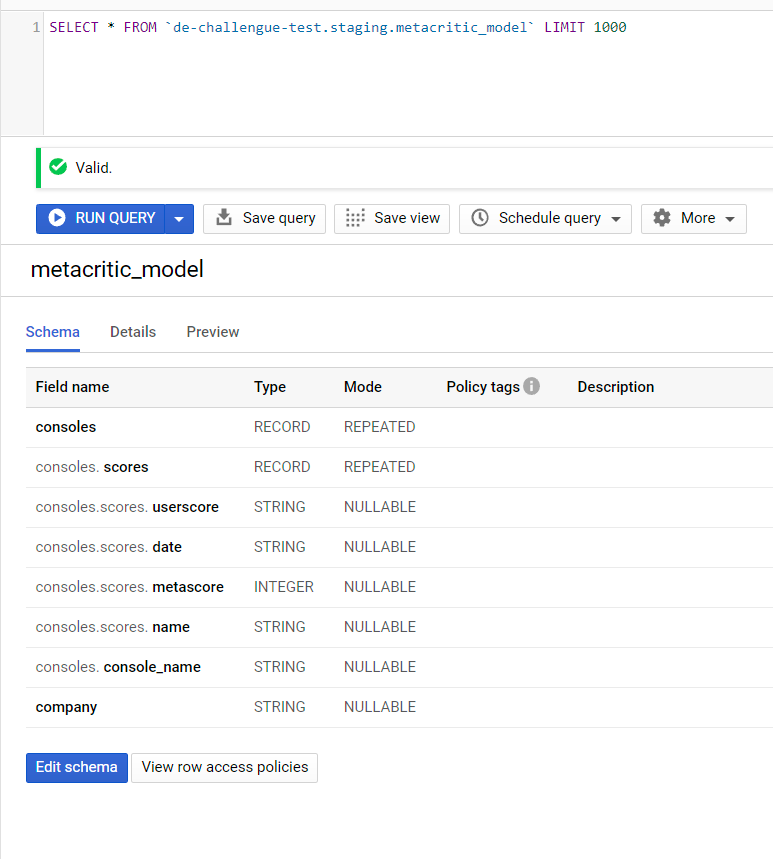 1 SELECT * FROM `de-challengue-test.staging.metacritic_model` LIMIT 1000
Valid.
RUN QUERY Save query Save view Schedule query More
metacritic_model
Schema Details Preview
Field name Type Mode Policy tags i Description
consoles RECORD REPEATED
consoles. scores RECORD REPEATED
consoles.scores. userscore STRING NULLABLE
consoles.scores. date STRING NULLABLE
consoles.scores. metascore INTEGER NULLABLE
consoles.scores. name STRING NULLABLE
consoles. console_name STRING NULLABLE
company STRING NULLABLE
Edit schema View row access policies